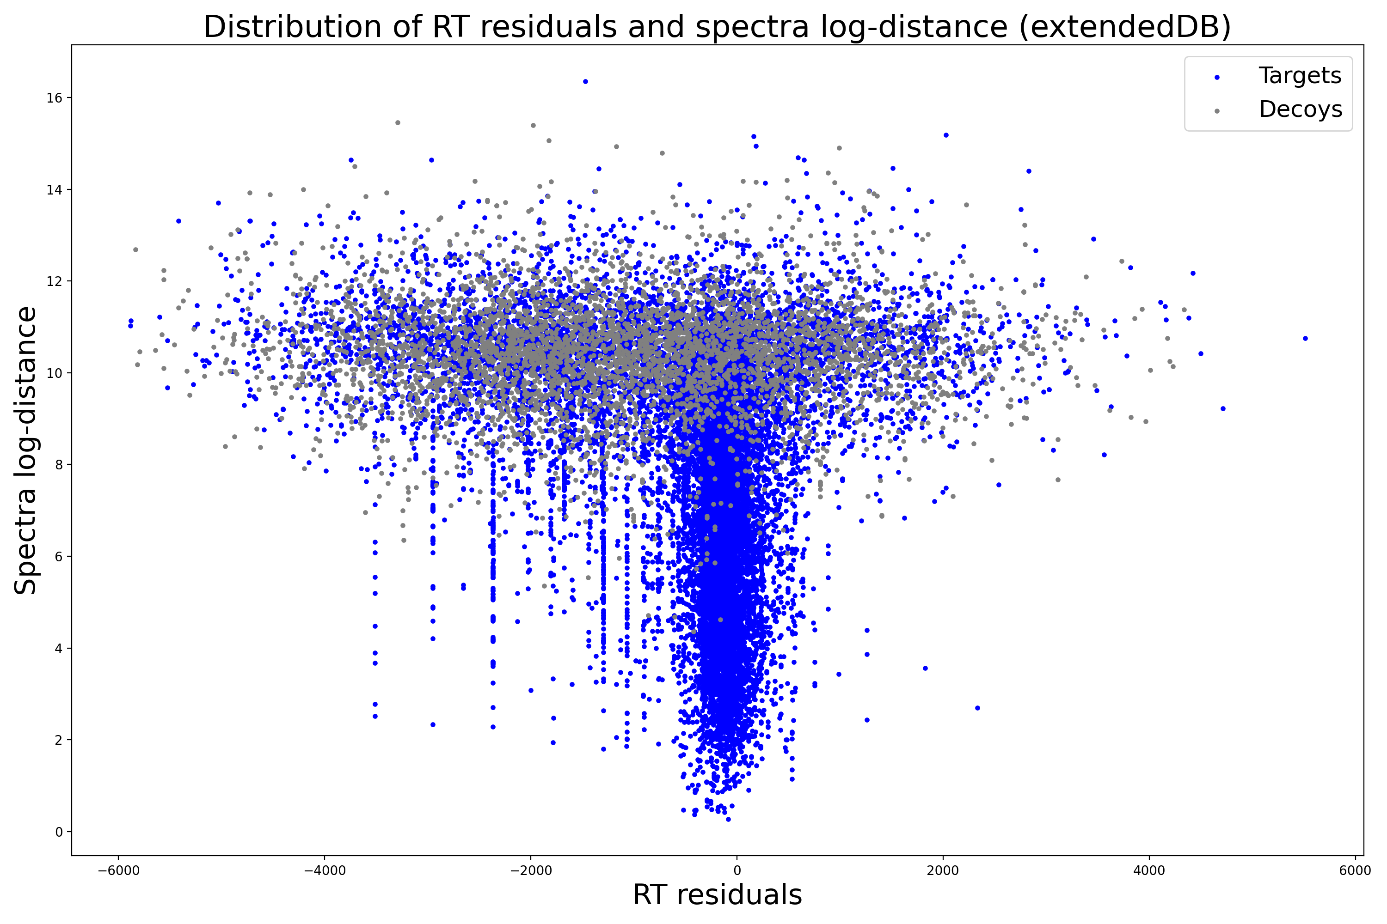 Distribution of RT residuals and spectra log-distance (extendedDB)
Targets
Decoys
Spectra log-distance
16
14
12
10
8
6
4
2
0
−6000 −4000 −2000 0 2000 4000 6000
RT residuals